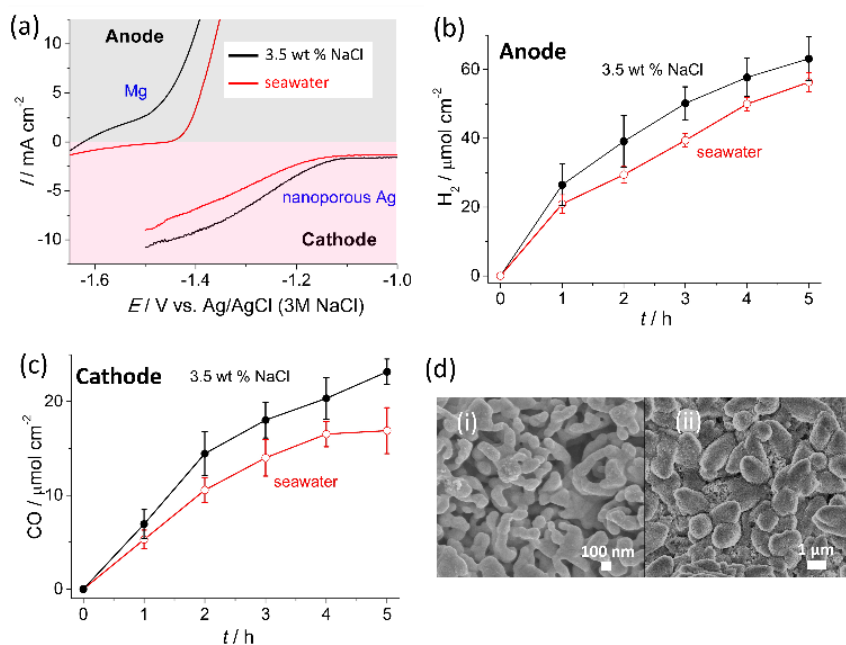 (a)
Anode
3.5 wt % NaCl
seawater
Mg
nanoporous Ag
Cathode
10
5
0
-5
-10
I / mA cm⁻²
-1.6
-1.4
-1.2
-1.0
E / V vs. Ag/AgCl (3M NaCl)
(b)
Anode
3.5 wt % NaCl
seawater
60
40
20
0
H₂ / μmol cm⁻²
0
1
2
3
4
5
t / h
(c)
Cathode
3.5 wt % NaCl
seawater
20
10
0
CO / μmol cm⁻²
0
1
2
3
4
5
t / h
(d)
(i)
100 nm
(ii)
1 μm